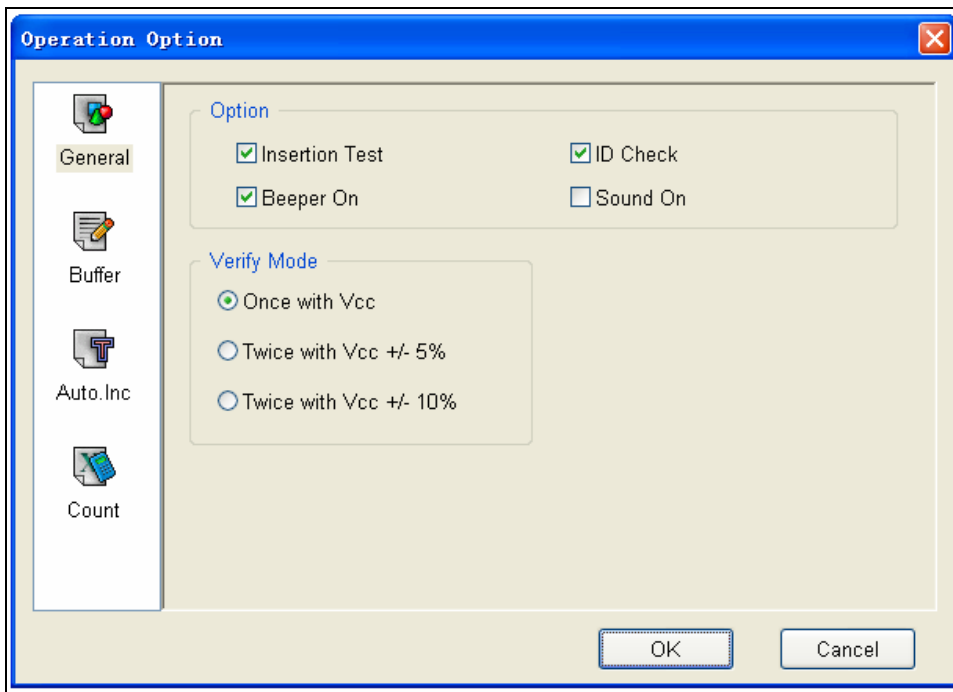 Operation Option
General
Buffer
Auto.Inc
Count
Option
Insertion Test
ID Check
Beeper On
Sound On
Verify Mode
Once with Vcc
Twice with Vcc +/- 5%
Twice with Vcc +/- 10%
OK
Cancel